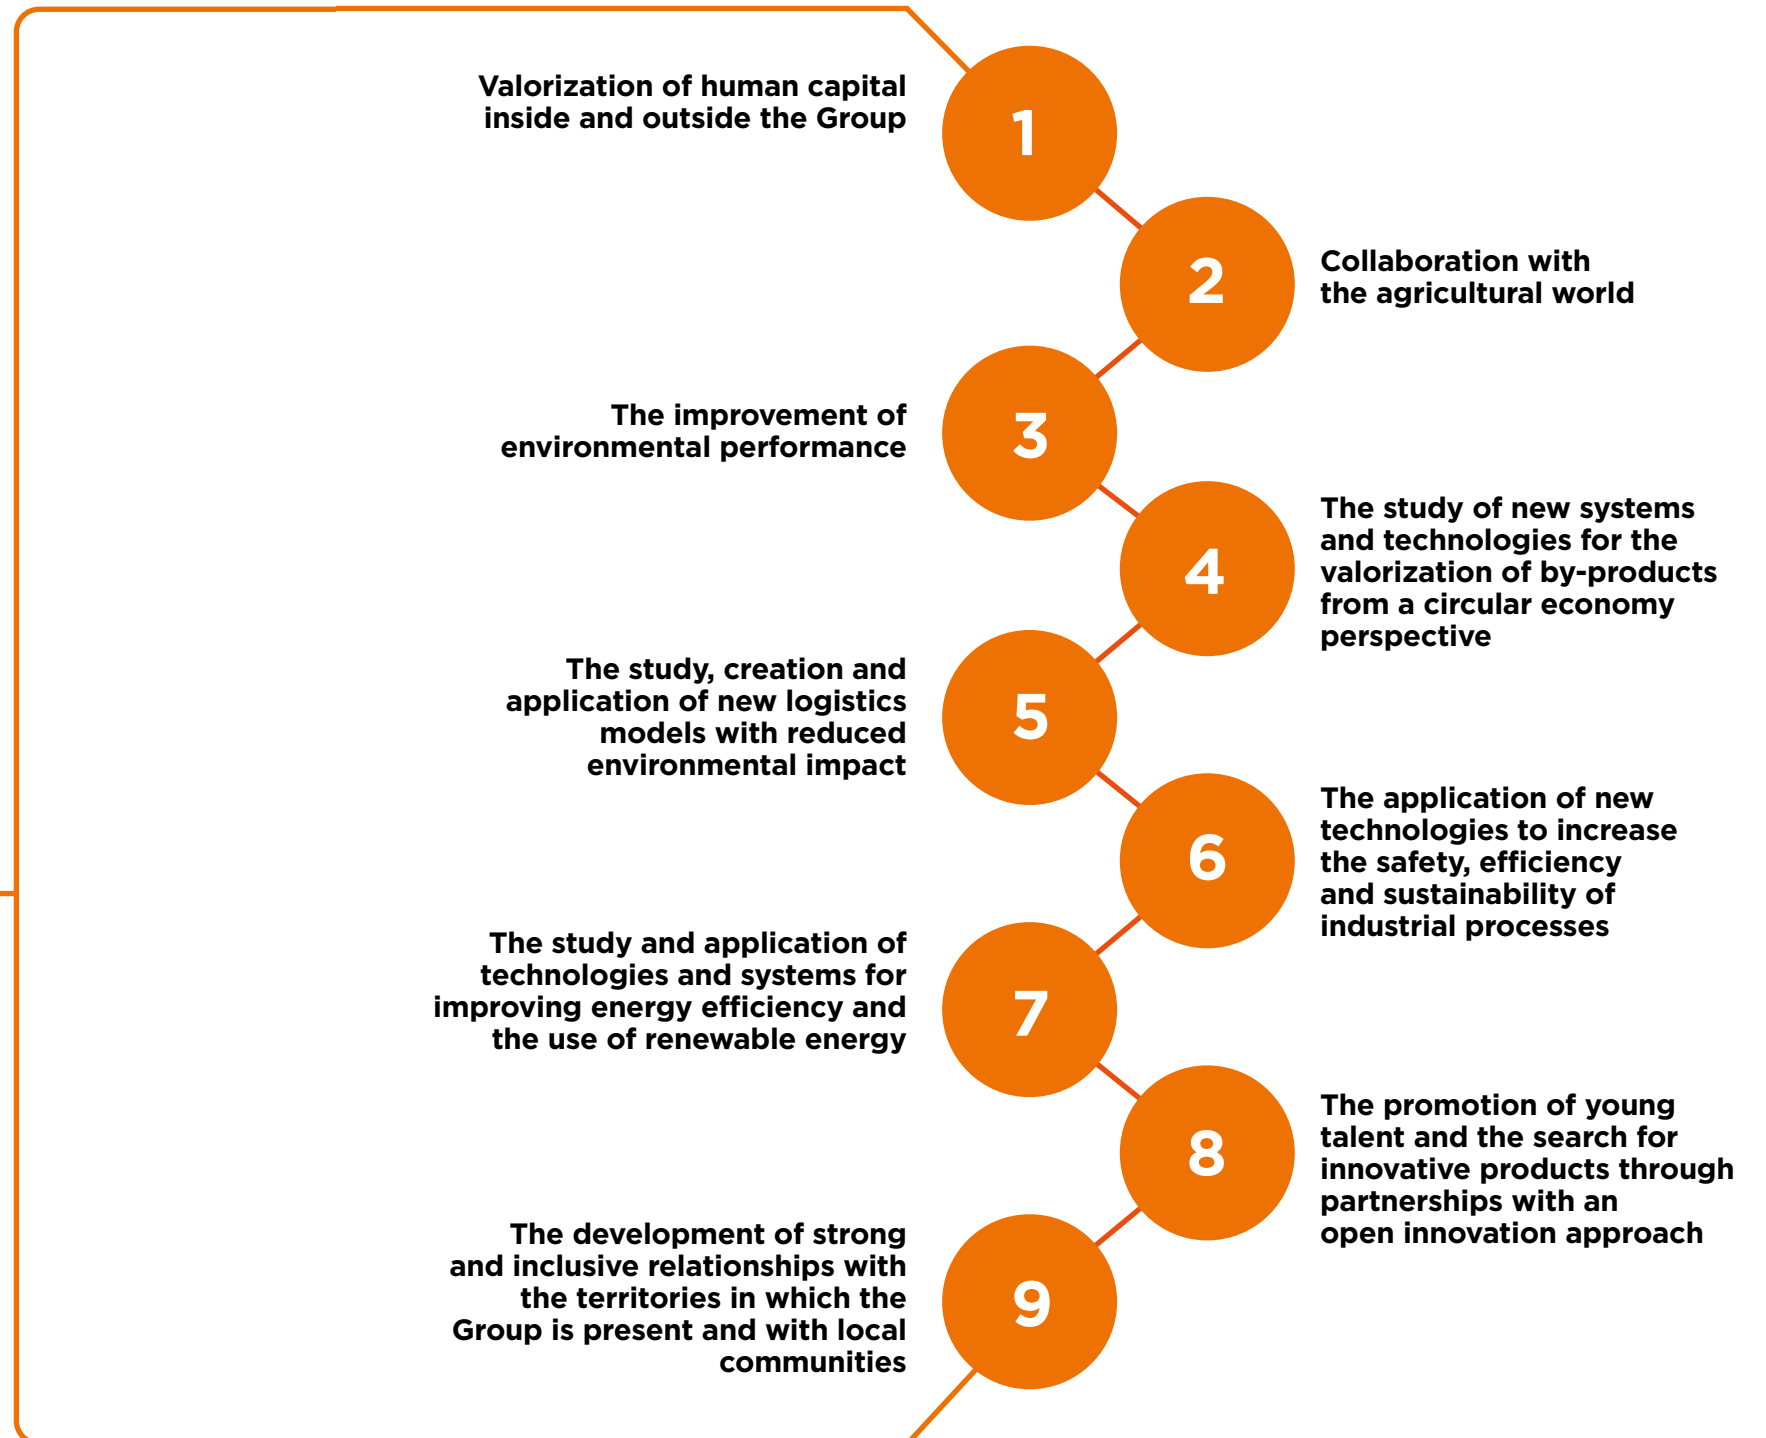 Valorization of human capital
inside and outside the Group
1
2
Collaboration with
the agricultural world
The improvement of
environmental performance
3
4
The study of new systems
and technologies for the
valorization of by-products
from a circular economy
perspective
The study, creation and
application of new logistics
models with reduced
environmental impact
5
6
The application of new
technologies to increase
the safety, efficiency
and sustainability of
industrial processes
The study and application of
technologies and systems for
improving energy efficiency and
the use of renewable energy
7
8
The promotion of young
talent and the search for
innovative products through
partnerships with an
open innovation approach
The development of strong
and inclusive relationships with
the territories in which the
Group is present and with local
communities
9